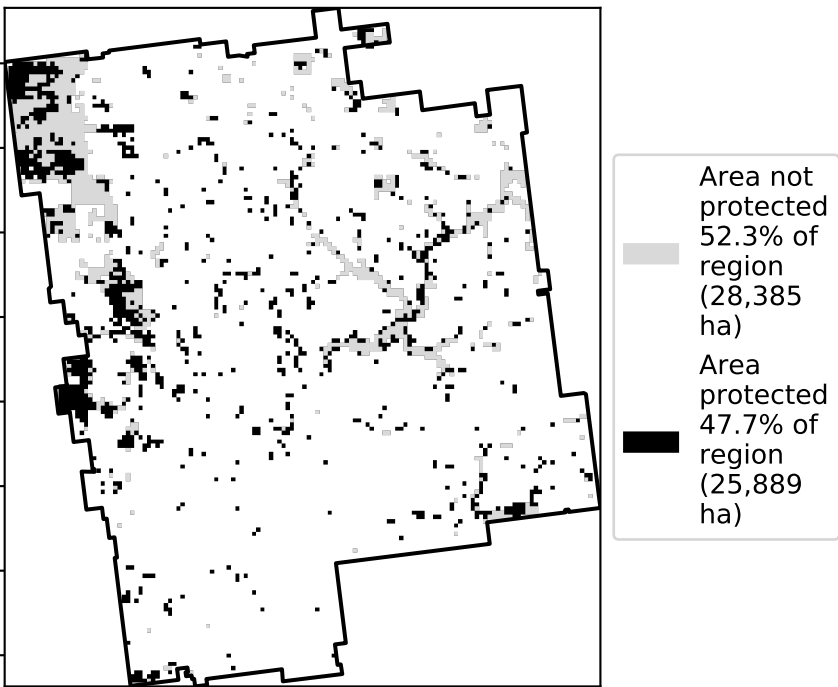 Area not
protected
52.3% of
region
(28,385
ha)
Area
protected
47.7% of
region
(25,889
ha)